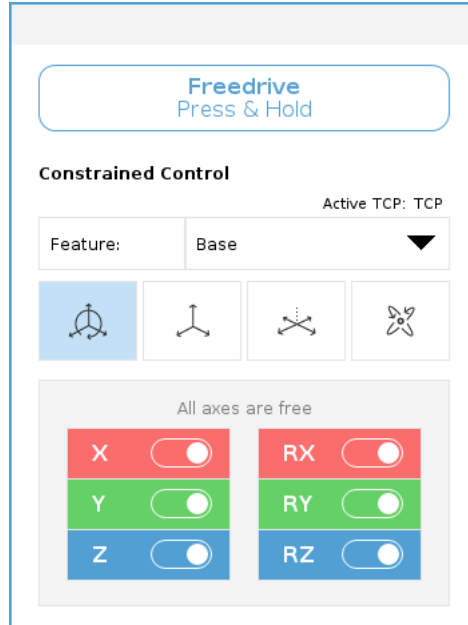 Freedrive
Press & Hold
Constrained Control
Active TCP: TCP
Feature: Base
All axes are free
X RX
Y RY
Z RZ